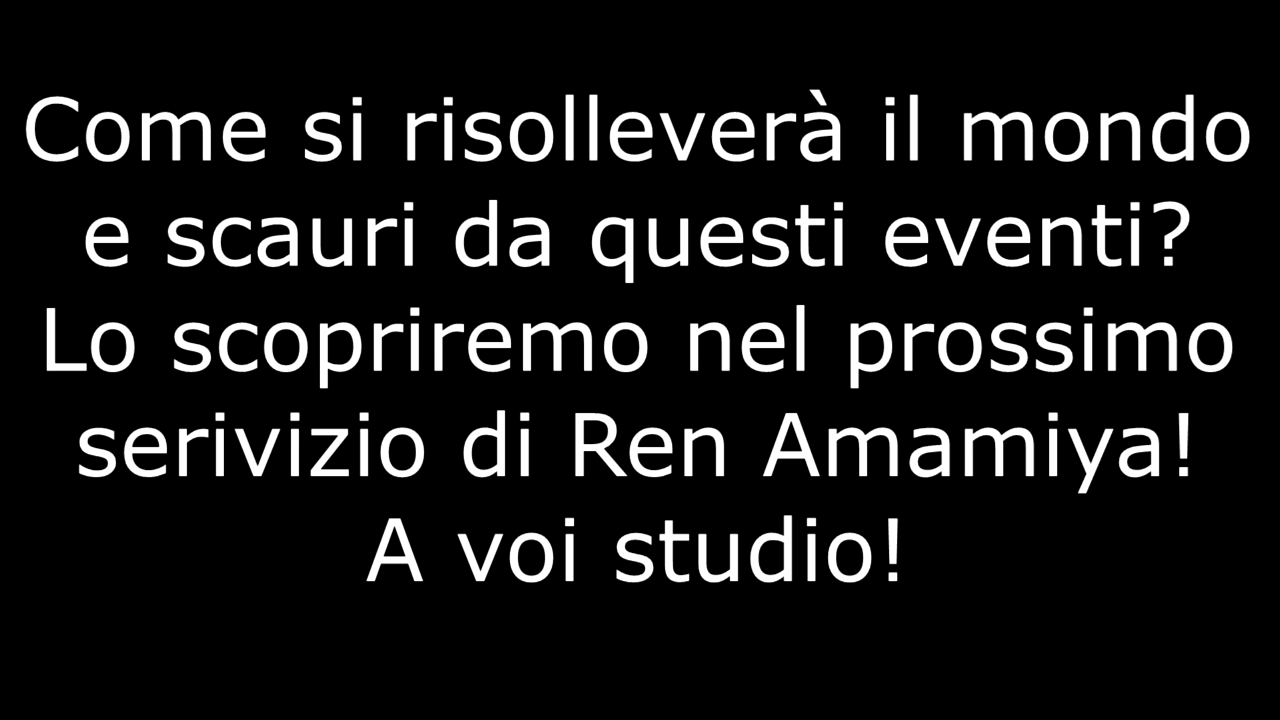 Come si risolleverà il mondo
e scauri da questi eventi?
Lo scopriremo nel prossimo
serivizio di Ren Amamiya!
A voi studio!